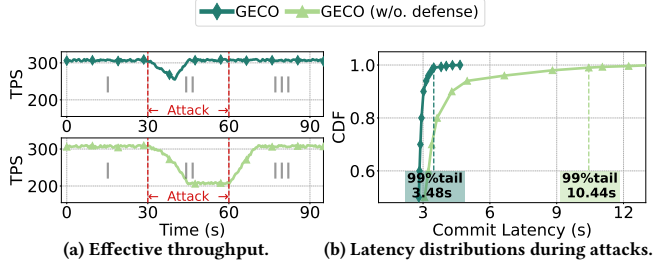 GECO
GECO (w/o. defense)
TPS
300
200
I
II
III
← Attack →
0
30
60
90
TPS
300
200
I
II
III
← Attack →
0
30
60
90
Time (s)
(a) Effective throughput.
CDF
1.0
0.8
0.6
99%tail
3.48s
99%tail
10.44s
3
6
9
12
Commit Latency (s)
(b) Latency distributions during attacks.